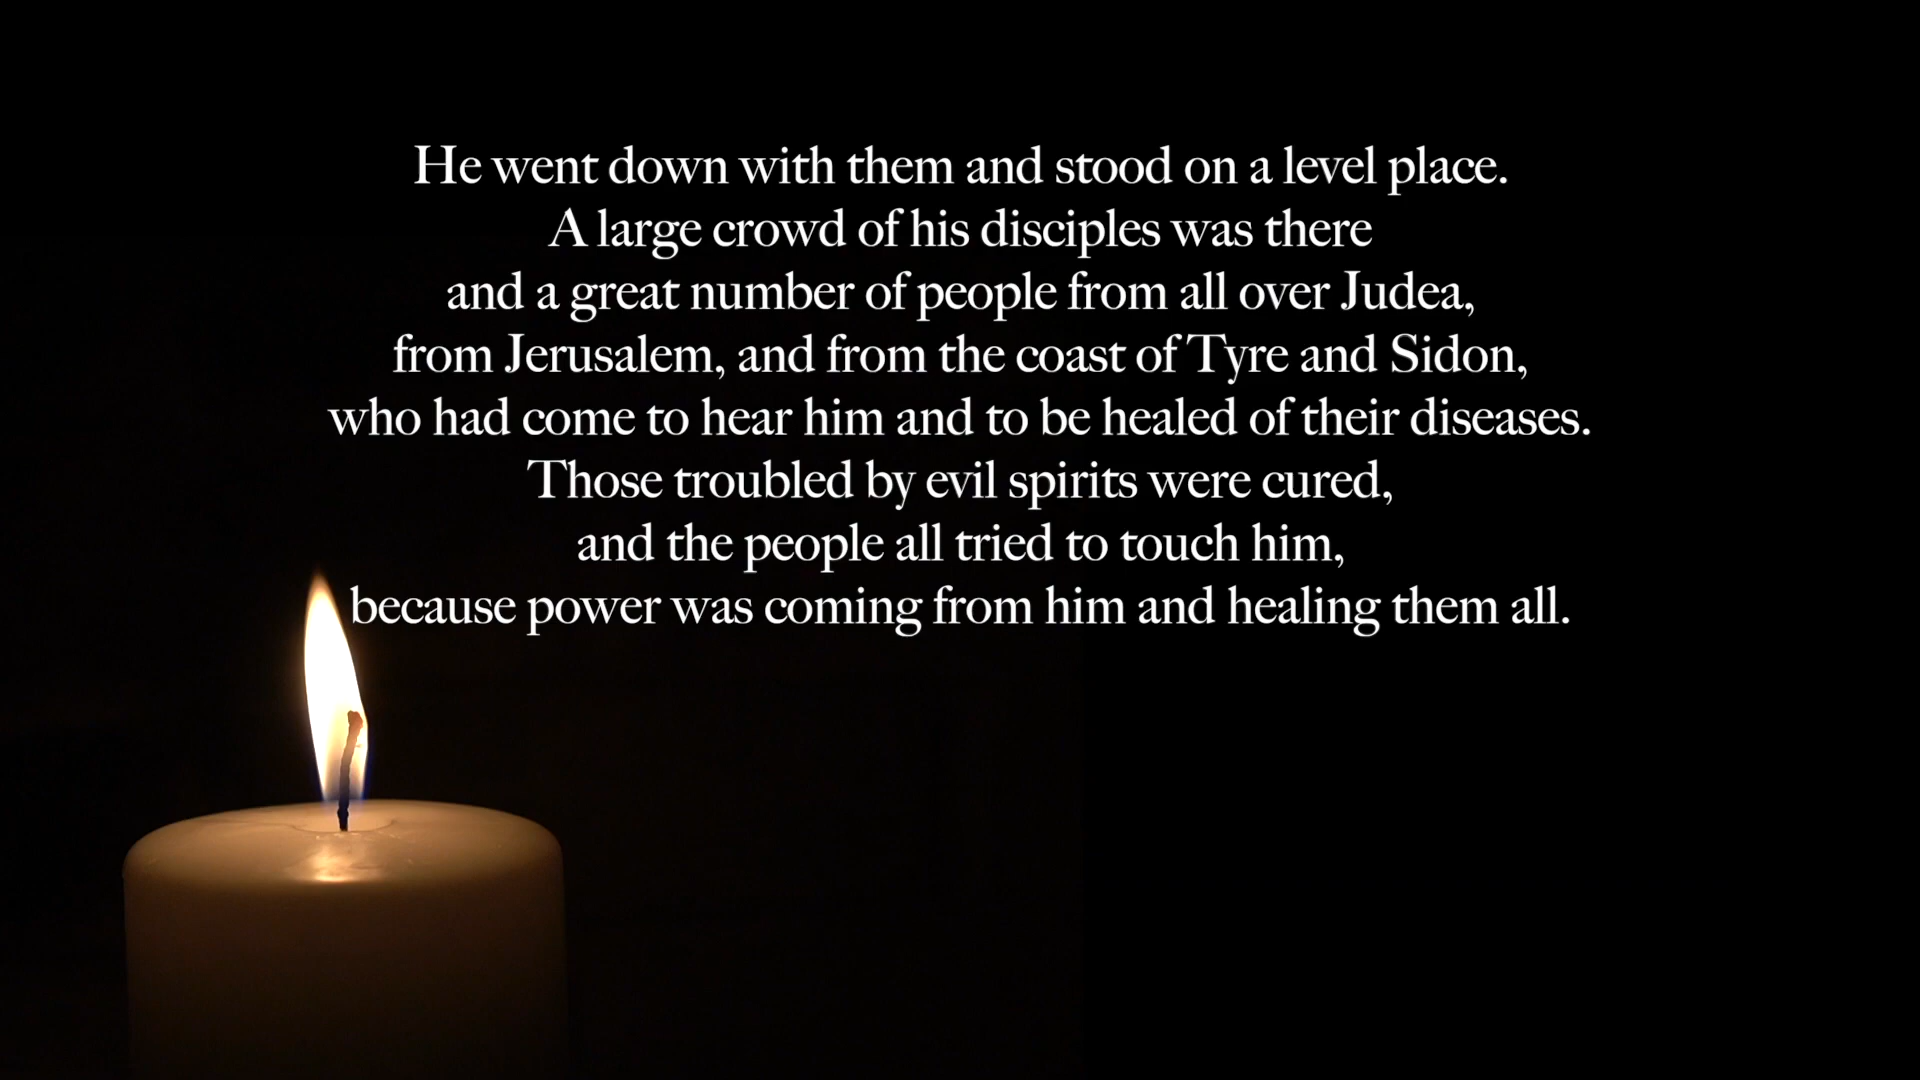 He went down with them and stood on a level place.
A large crowd of his disciples was there
and a great number of people from all over Judea,
from Jerusalem, and from the coast of Tyre and Sidon,
who had come to hear him and to be healed of their diseases.
Those troubled by evil spirits were cured,
and the people all tried to touch him,
because power was coming from him and healing them all.